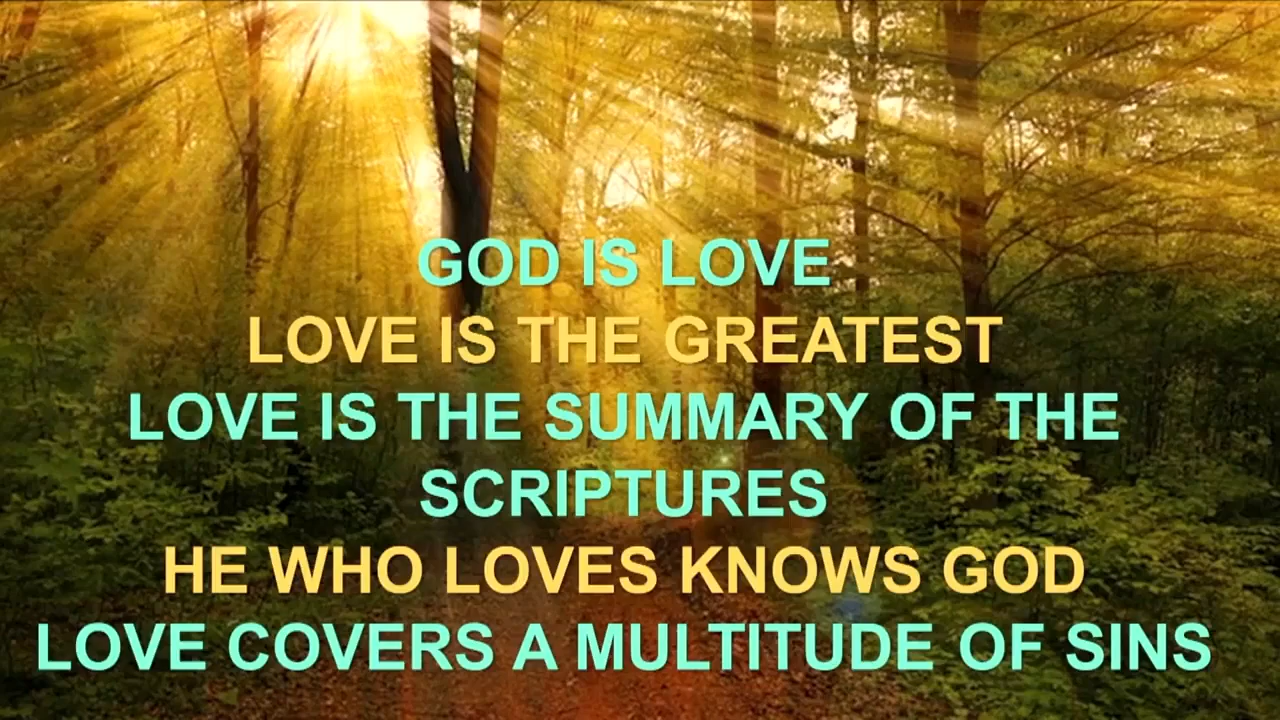 GOD IS LOVE
LOVE IS THE GREATEST
LOVE IS THE SUMMARY OF THE
SCRIPTURES
HE WHO LOVES KNOWS GOD
LOVE COVERS A MULTITUDE OF SINS